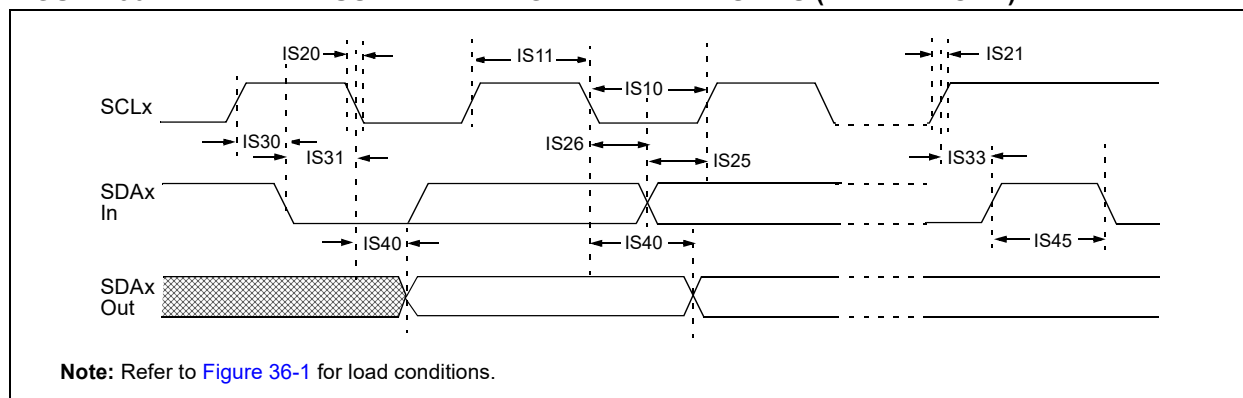 IS20
IS11
IS21
IS10
SCLx
IS30
IS26
IS31
IS25
IS33
SDAx
In
IS40
IS40
IS45
SDAx
Out
Note: Refer to Figure 36-1 for load conditions.